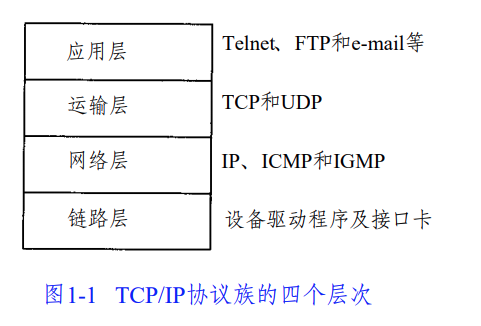 应用层 Telnet、FTP和e-mail等
运输层 TCP和UDP
网络层 IP、ICMP和IGMP
链路层 设备驱动程序及接口卡
图1-1 TCP/IP协议族的四个层次